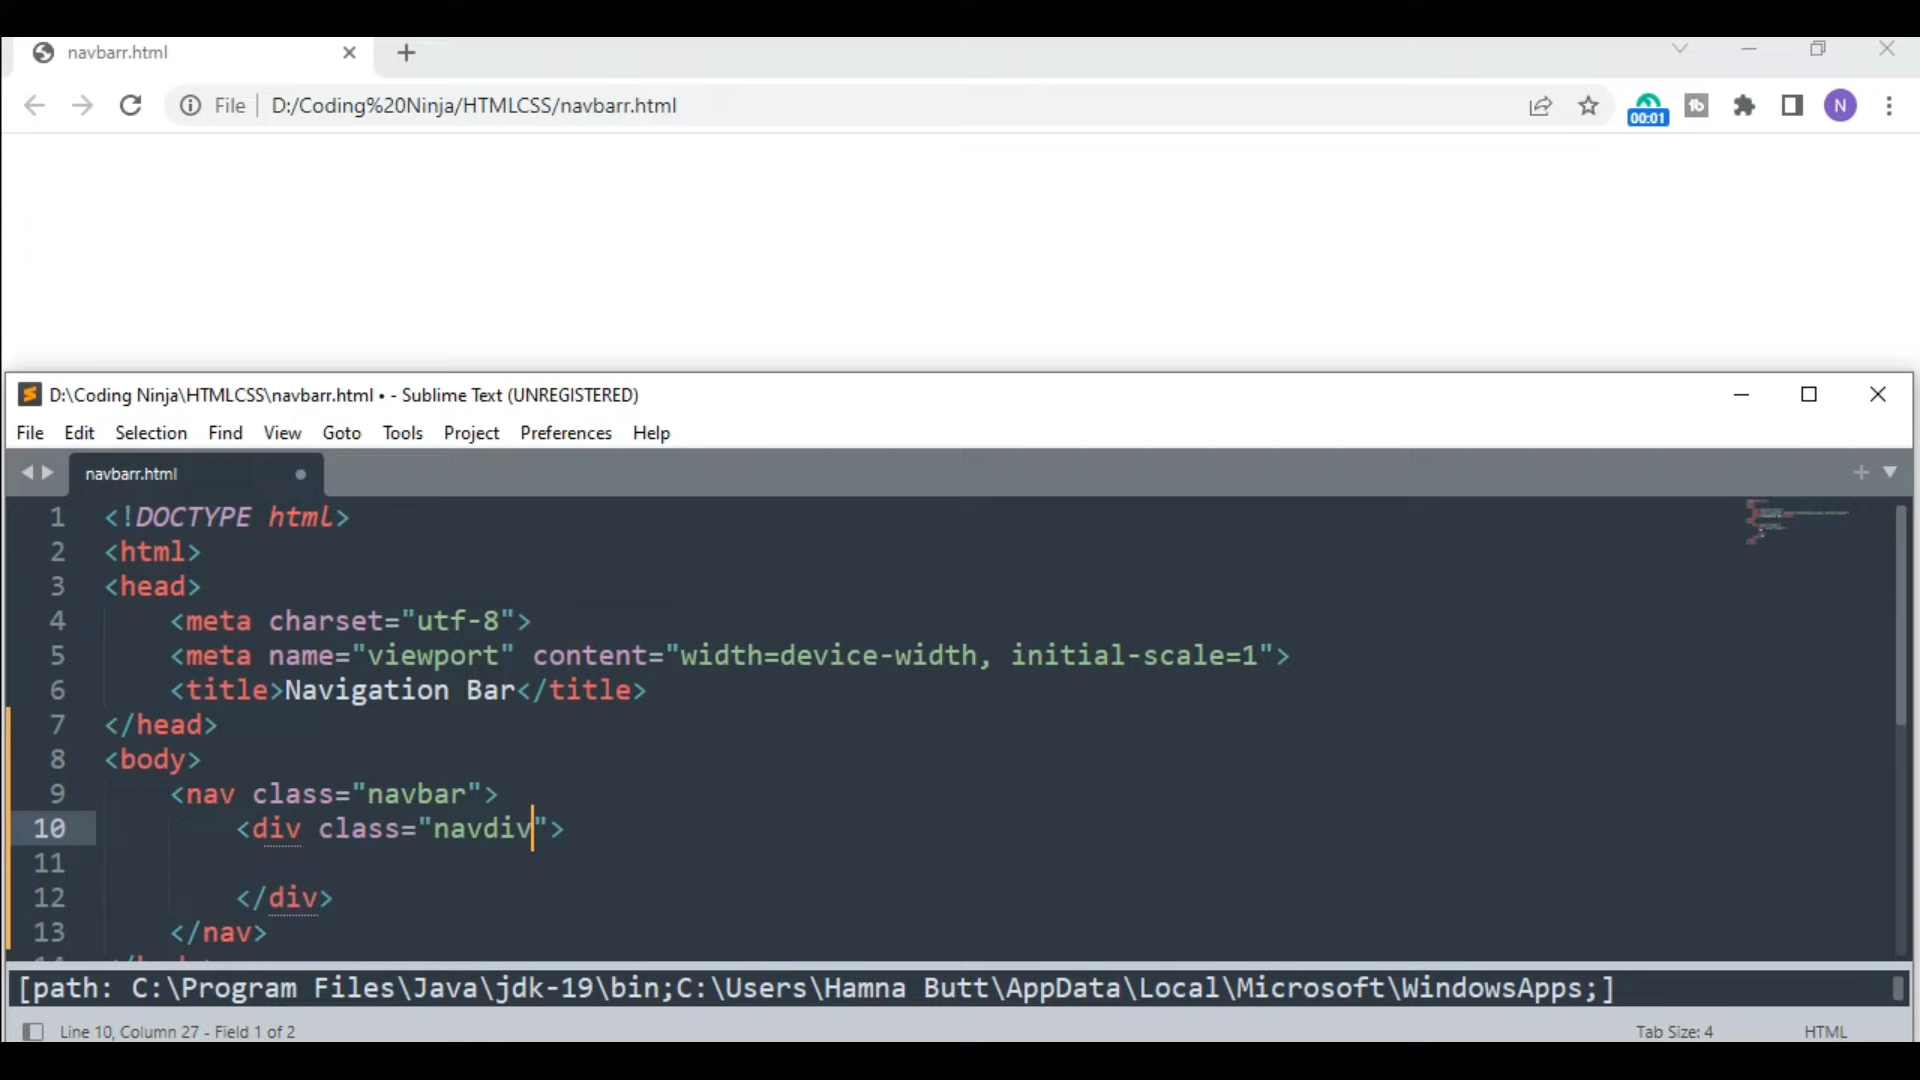 navbarr.html
File D:/Coding%20Ninja/HTMLCSS/navbarr.html
00:01
tb
N
D:\Coding Ninja\HTMLCSS\navbarr.html • - Sublime Text (UNREGISTERED)
File Edit Selection Find View Goto Tools Project Preferences Help
navbarr.html
1 <!DOCTYPE html>
2 <html>
3 <head>
4 <meta charset="utf-8">
5 <meta name="viewport" content="width=device-width, initial-scale=1">
6 <title>Navigation Bar</title>
7 </head>
8 <body>
9 <nav class="navbar">
10 <div class="navdiv">
11
12 </div>
13 </nav>
[path: C:\Program Files\Java\jdk-19\bin;C:\Users\Hamna Butt\AppData\Local\Microsoft\WindowsApps;]
Line 10, Column 27 - Field 1 of 2 Tab Size: 4 HTML